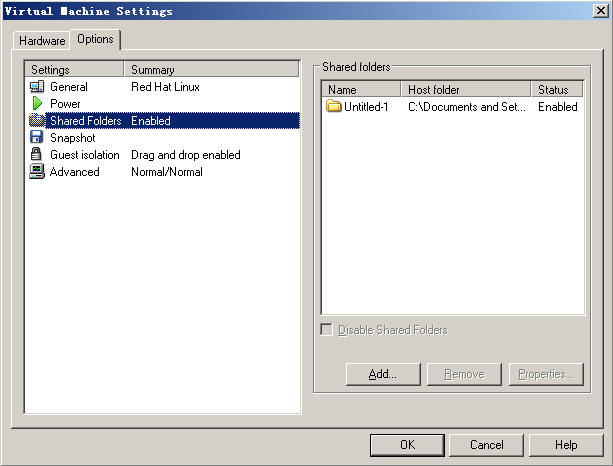 Virtual Machine Settings
Hardware Options
Settings Summary
General Red Hat Linux
Power
Shared Folders Enabled
Snapshot
Guest isolation Drag and drop enabled
Advanced Normal/Normal
Shared folders
Name Host folder Status
Untitled-1 C:\Documents and Set... Enabled
Disable Shared Folders
Add... Remove Properties...
OK Cancel Help